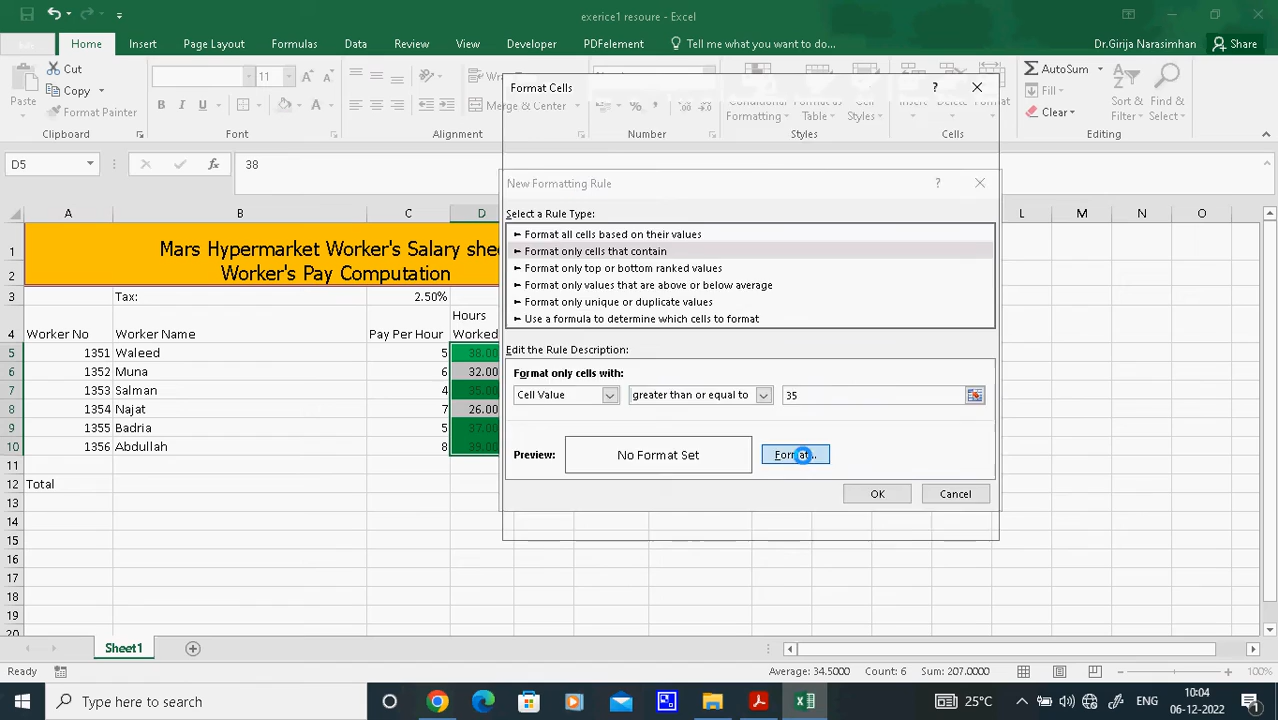 exerice1 resoure - Excel
Home Insert Page Layout Formulas Data Review View Developer PDFelement Tell me what you want to do... Dr.Girija Narasimhan Share
Cut
Copy
Format Painter
Paste
Clipboard
11
B I U
Font
Merge & Center
Alignment
Number
Conditional Formatting
Format as Table
Cell Styles
Styles
Insert Delete Format
Cells
AutoSum
Fill
Clear
Sort & Filter
Find & Select
Editing
D5
fx
38
Format Cells
?
New Formatting Rule
?
Select a Rule Type:
► Format all cells based on their values
► Format only cells that contain
► Format only top or bottom ranked values
► Format only values that are above or below average
► Format only unique or duplicate values
► Use a formula to determine which cells to format
Edit the Rule Description:
Format only cells with:
Cell Value greater than or equal to 35
Preview: No Format Set Format...
OK Cancel
A B C D L M N O
1 Mars Hypermarket Worker's Salary shee
2 Worker's Pay Computation
3 Tax: 2.50%
Hours
4 Worker No Worker Name Pay Per Hour Worked
5 1351 Waleed 5 38.00
6 1352 Muna 6 32.00
7 1353 Salman 4 35.00
8 1354 Najat 7 26.00
9 1355 Badria 5 37.00
10 1356 Abdullah 8 39.00
11
12 Total
13
14
15
16
17
18
19
20
Sheet1
Ready Average: 34.5000 Count: 6 Sum: 207.0000 100%
Type here to search
25°C
ENG
10:04
06-12-2022
1